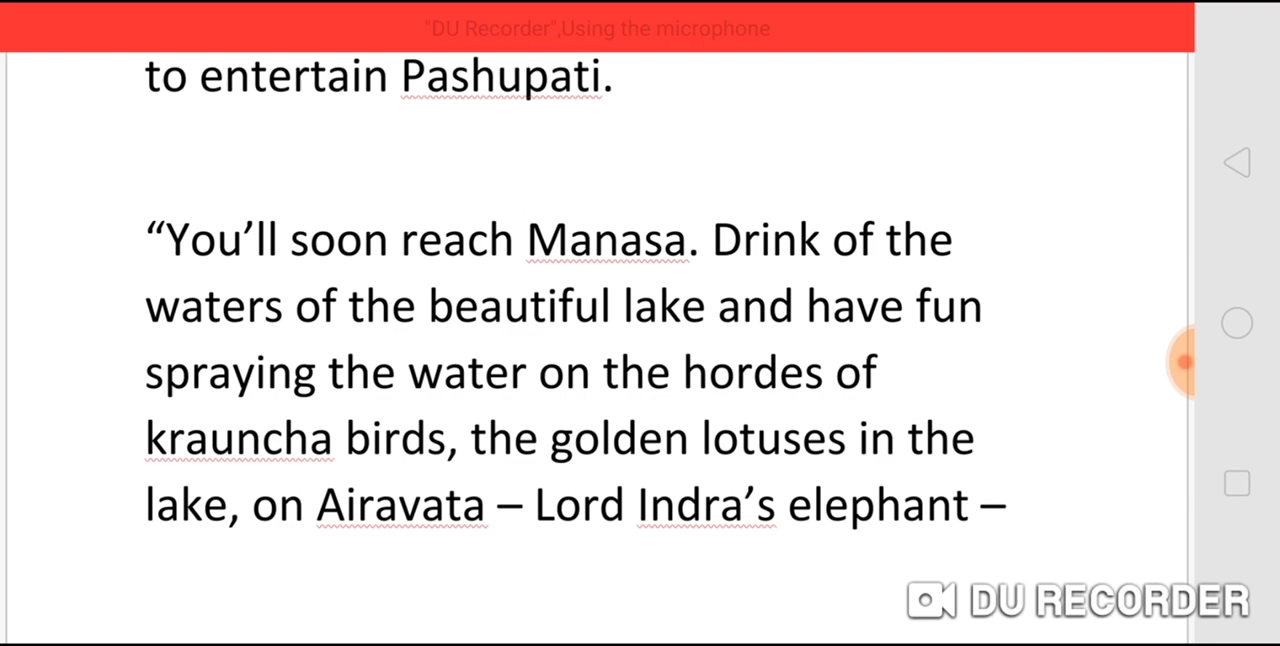 "DU Recorder",Using the microphone
to entertain Pashupati.
“You’ll soon reach Manasa. Drink of the
waters of the beautiful lake and have fun
spraying the water on the hordes of
krauncha birds, the golden lotuses in the
lake, on Airavata – Lord Indra’s elephant –
DU RECORDER